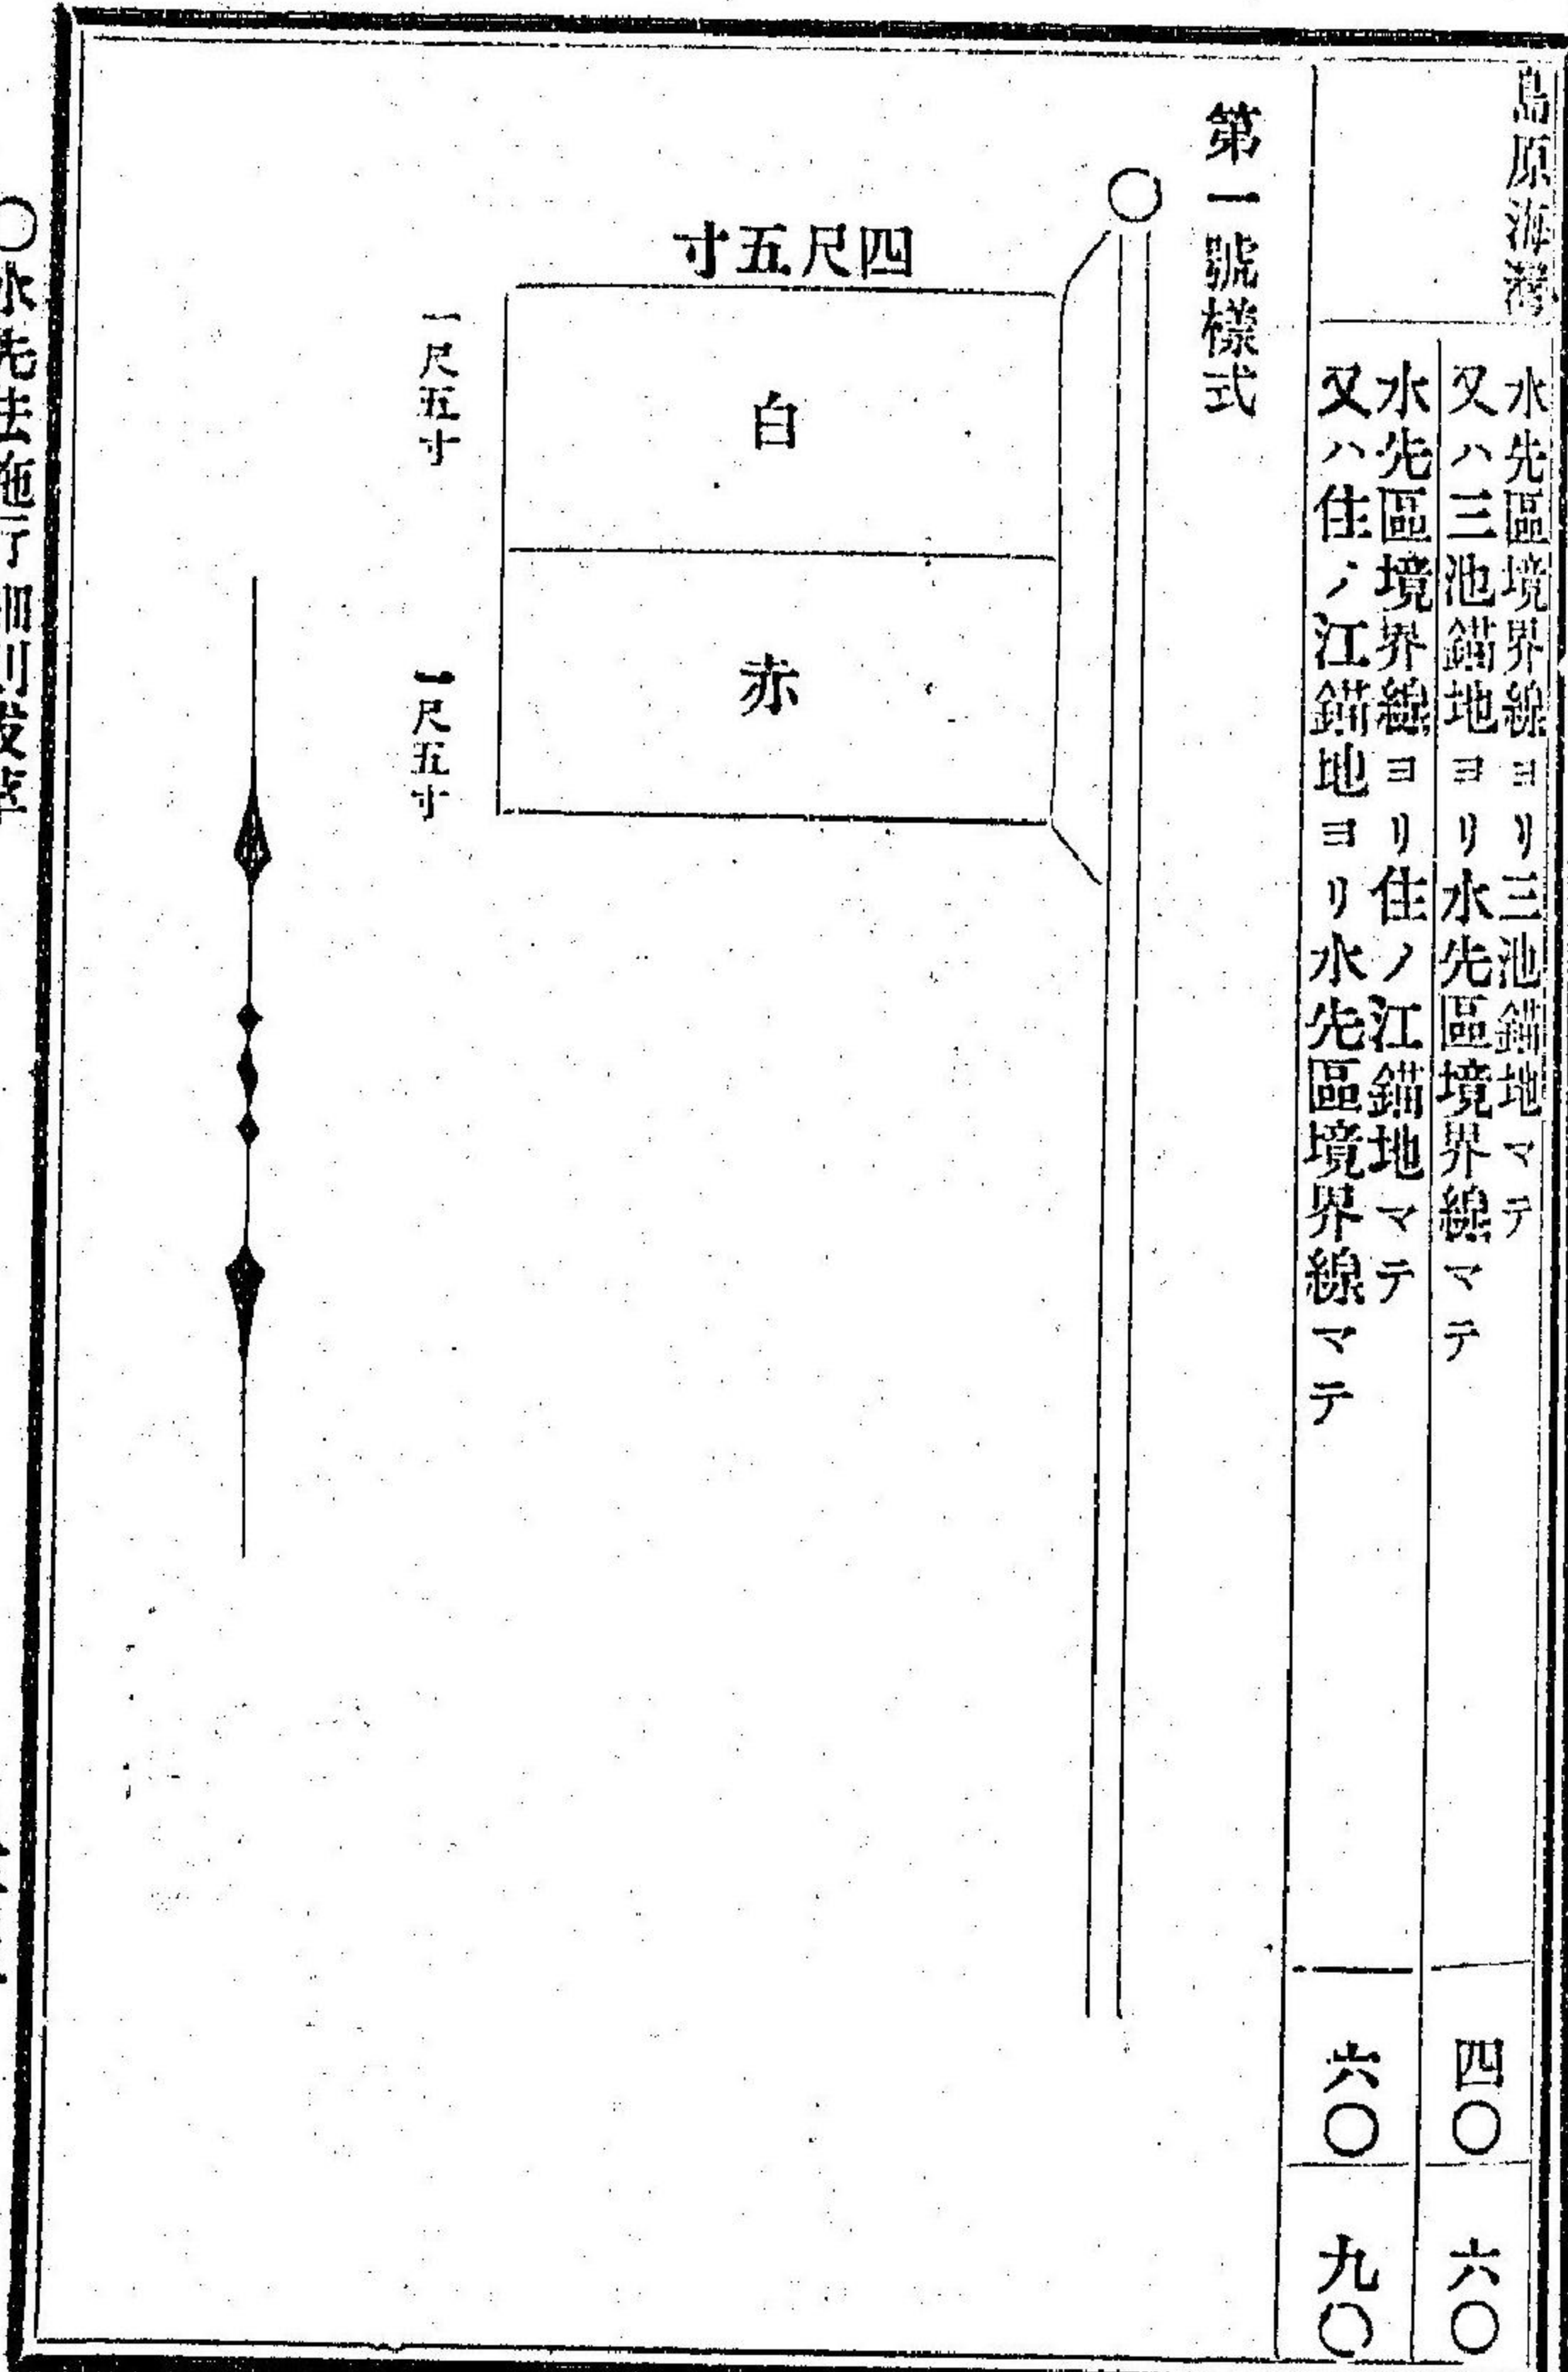 島原海灣
水先區境界線ヨリ三池錨地マテ
又ハ三池錨地ヨリ水先區境界線マテ
四〇
六〇
水先區境界線ヨリ住ノ江錨地マテ
又ハ住ノ江錨地ヨリ水先區境界線マテ
六〇
九〇
第一號樣式
寸五尺四
白
赤
一尺五寸
一尺五寸
〇水先法施行細則抜萃